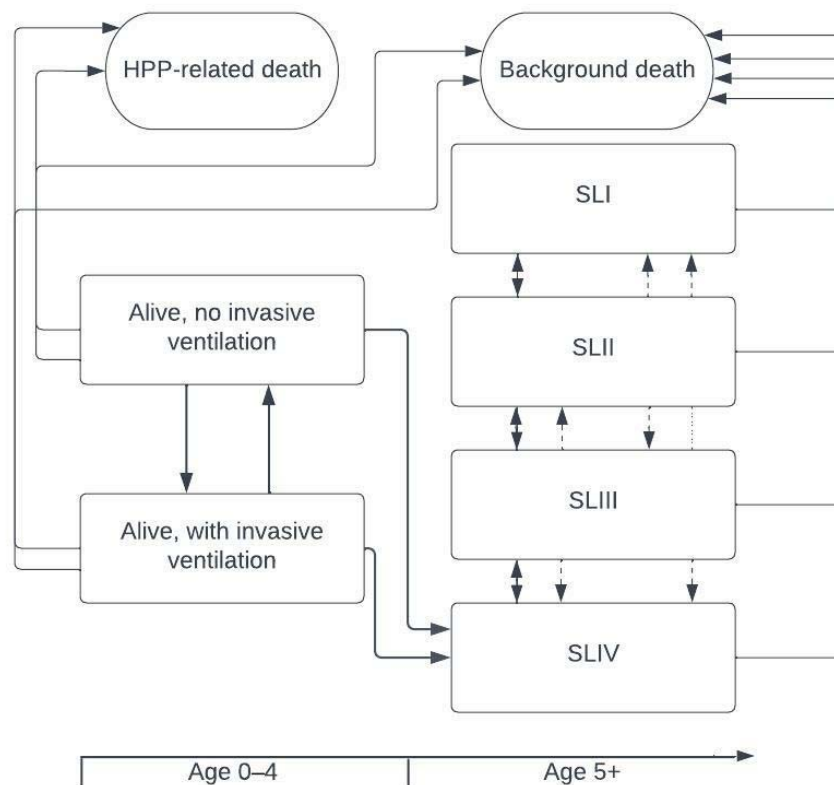 HPP-related death
Background death
SLI
Alive, no invasive
ventilation
SLII
SLIII
Alive, with invasive
ventilation
SLIV
Age 0–4
Age 5+